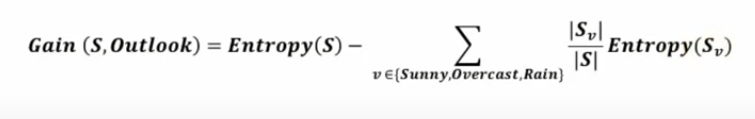 Gain (S,Outlook) = Entropy(S) − ∑ v∈{Sunny,Overcast,Rain} |Sᵥ|/|S| Entropy(Sᵥ)